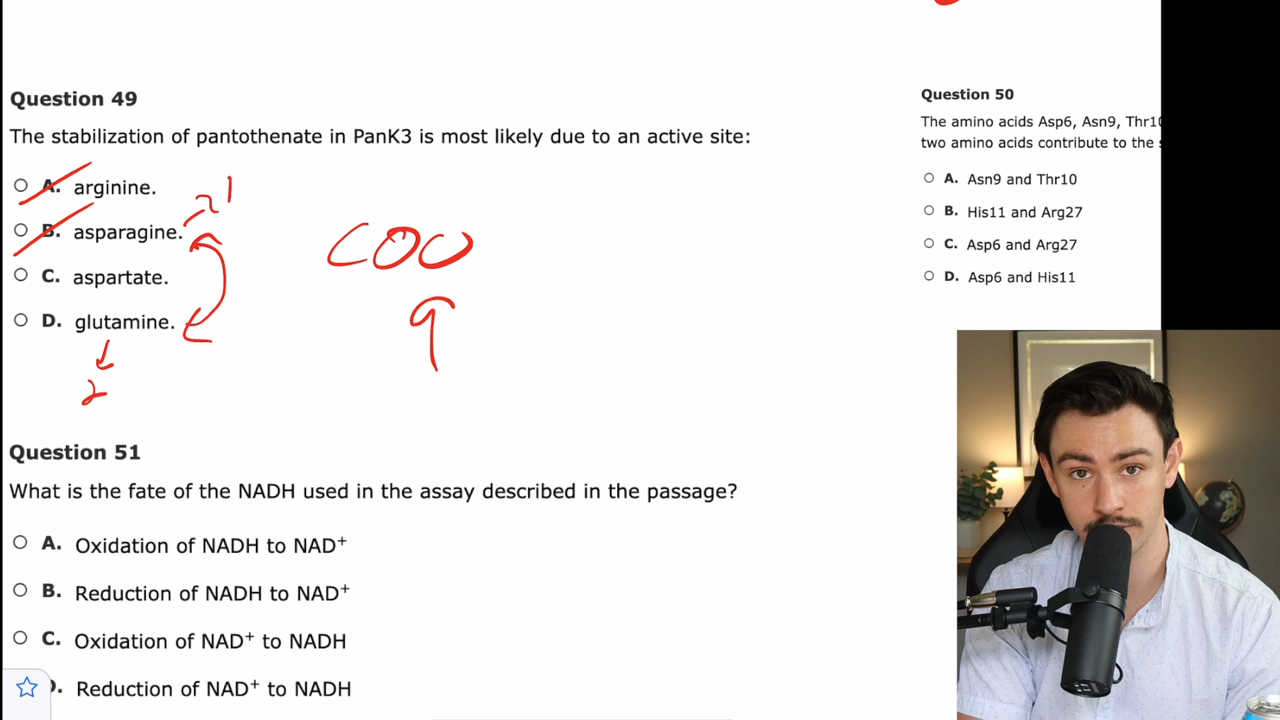 Question 49
The stabilization of pantothenate in PanK3 is most likely due to an active site:
A. arginine.
B. asparagine.
C. aspartate.
D. glutamine.
1
2
COO
Question 51
What is the fate of the NADH used in the assay described in the passage?
A. Oxidation of NADH to NAD⁺
B. Reduction of NADH to NAD⁺
C. Oxidation of NAD⁺ to NADH
Reduction of NAD⁺ to NADH
Question 50
The amino acids Asp6, Asn9,
two amino acids contribute to the
A. Asn9 and Thr10
B. His11 and Arg27
C. Asp6 and Arg27
D. Asp6 and His11